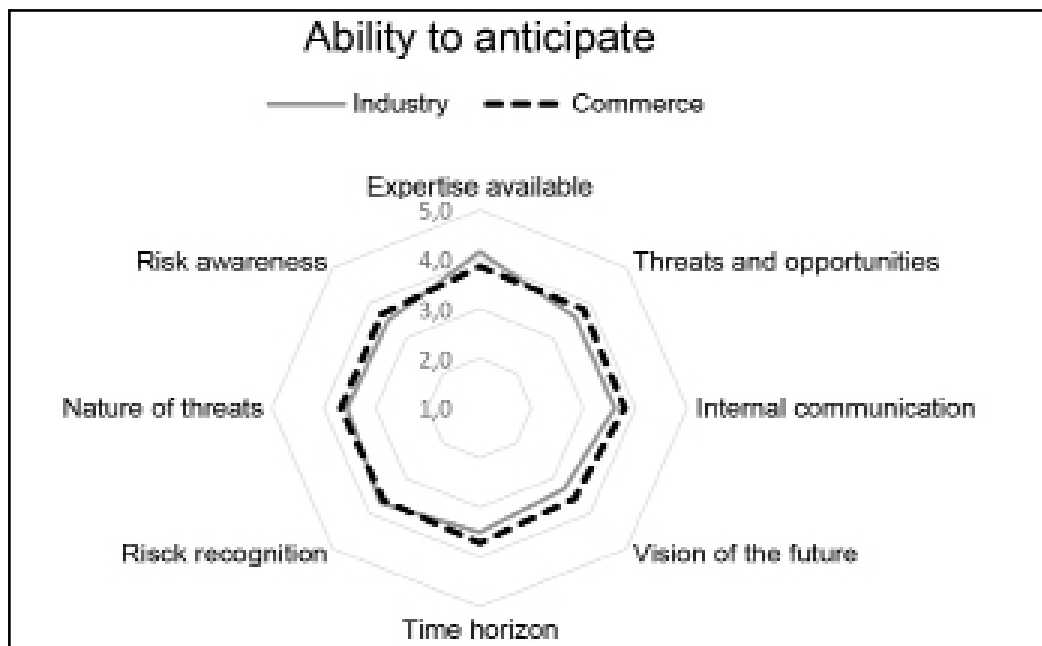 Ability to anticipate
Industry Commerce
Expertise available
5,0
Risk awareness 4,0 Threats and opportunities
3,0
2,0
Nature of threats 1,0 Internal communication
Risck recognition Vision of the future
Time horizon